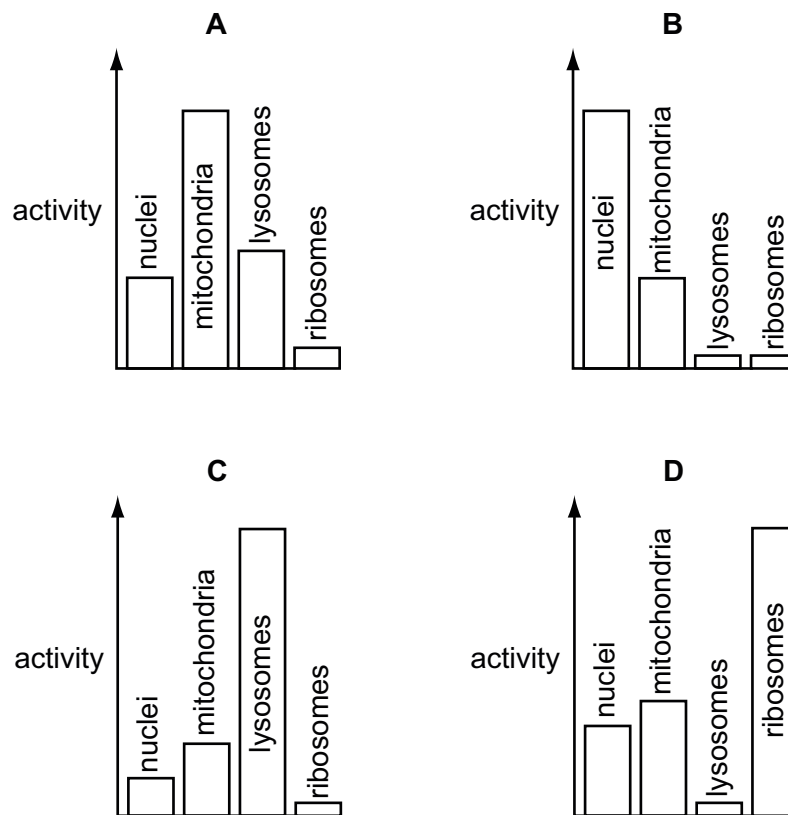 A
activity
nuclei
mitochondria
lysosomes
ribosomes
B
activity
nuclei
mitochondria
lysosomes
ribosomes
C
activity
nuclei
mitochondria
lysosomes
ribosomes
D
activity
nuclei
mitochondria
lysosomes
ribosomes